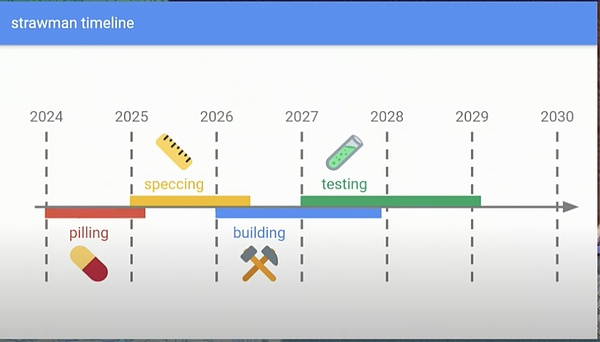 strawman timeline
2024 2025 2026 2027 2028 2029 2030
speccing testing
pilling building